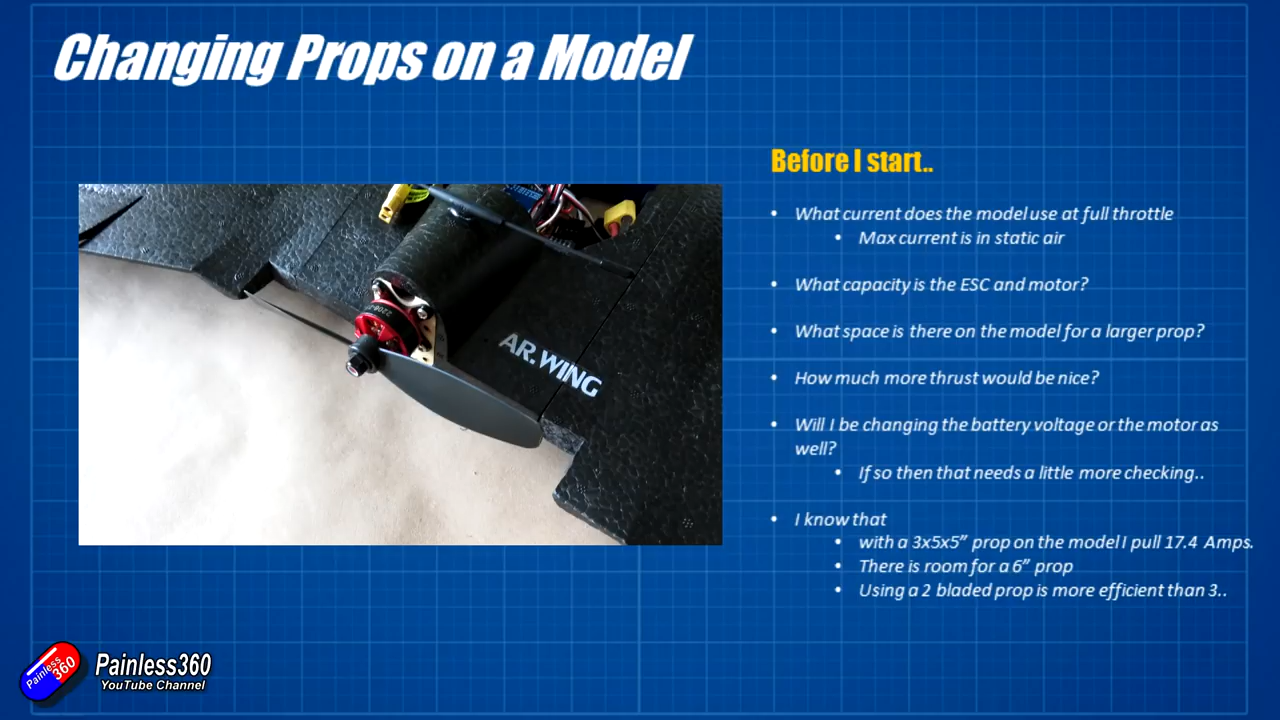 Changing Props on a Model
Before I start..
• What current does the model use at full throttle
• Max current is in static air
• What capacity is the ESC and motor?
• What space is there on the model for a larger prop?
• How much more thrust would be nice?
• Will I be changing the battery voltage or the motor as
well?
• If so then that needs a little more checking..
• I know that
• with a 3x5x5” prop on the model I pull 17.4 Amps.
• There is room for a 6” prop
• Using a 2 bladed prop is more efficient than 3..
AR.WING
Painless
360
Painless360
YouTube Channel